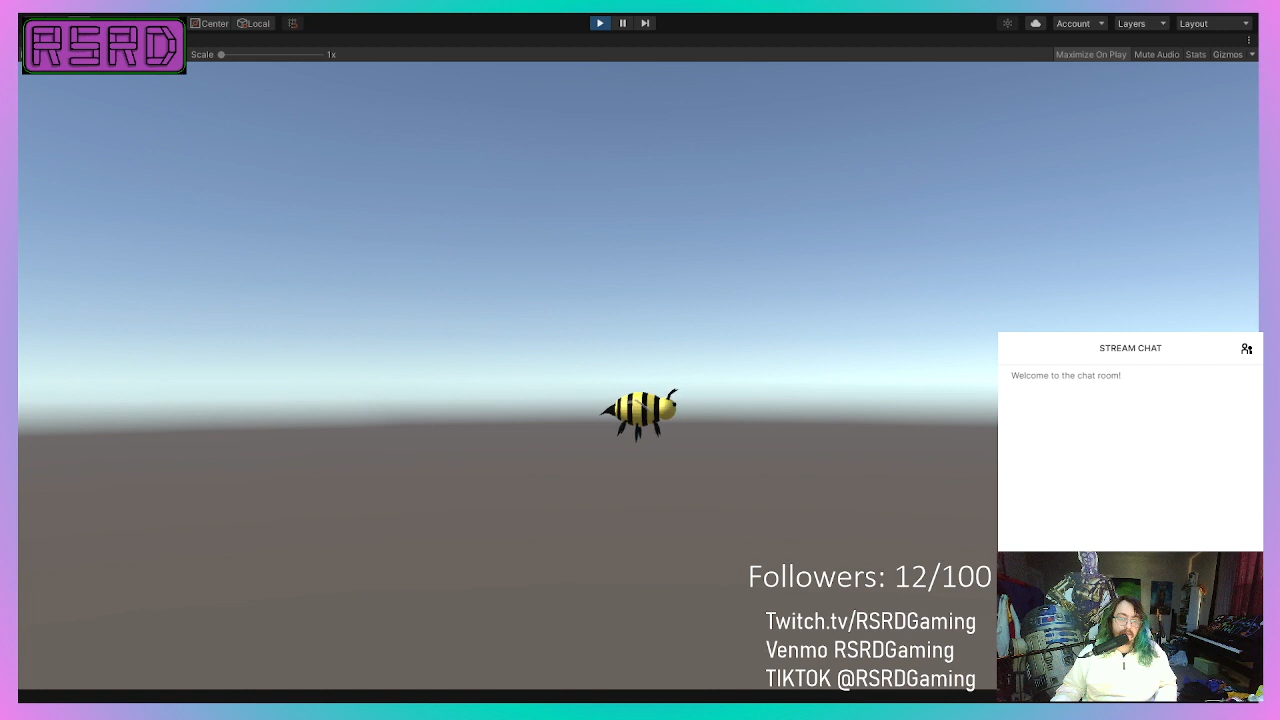 RSRD
Center Local
Account Layers Layout
Scale 1x
Maximize On Play Mute Audio Stats Gizmos
STREAM CHAT
Welcome to the chat room!
Followers: 12/100
Twitch.tv/RSRDGaming
Venmo RSRDGaming
TIKTOK @RSRDGaming